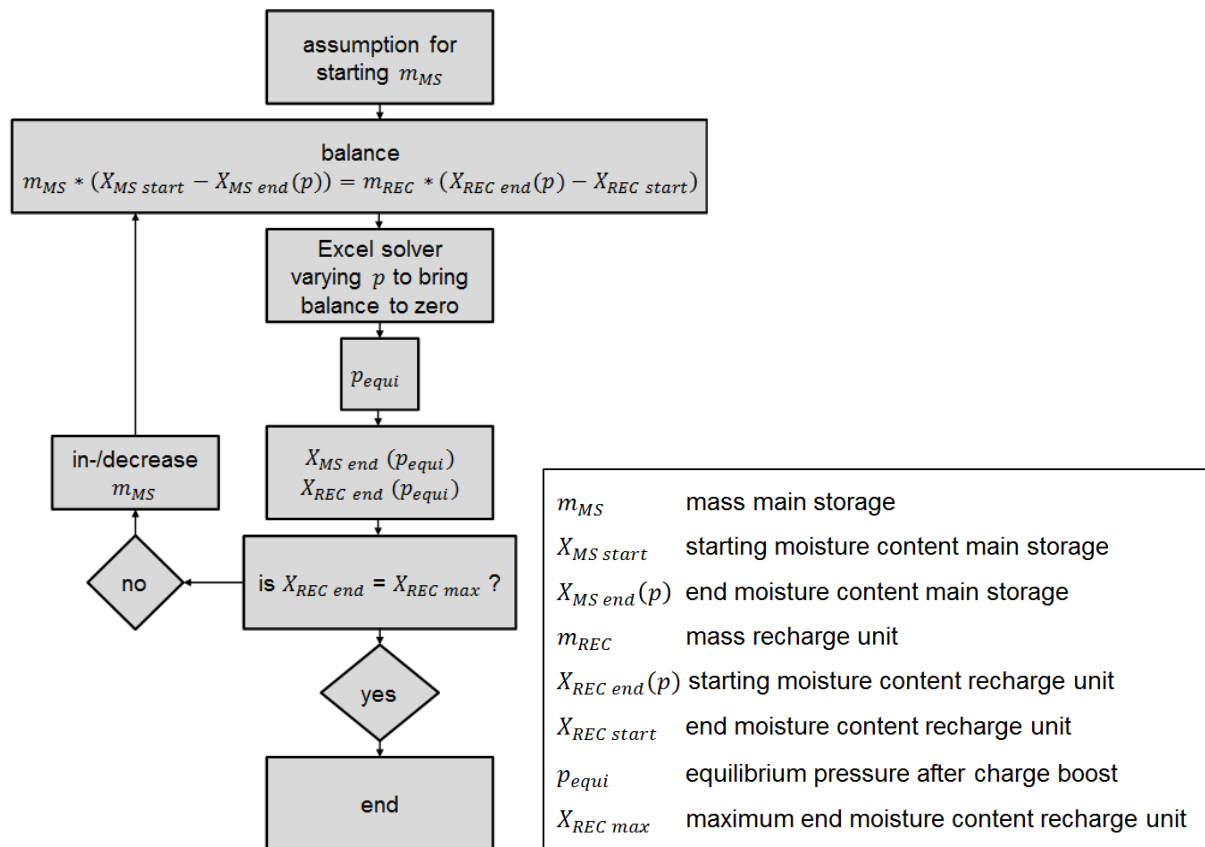 assumption for
starting m_MS
balance
m_MS * (X_MS start − X_MS end(p)) = m_REC * (X_REC end(p) − X_REC start)
Excel solver
varying p to bring
balance to zero
p_equi
X_MS end (p_equi)
X_REC end (p_equi)
in-/decrease
m_MS
no
is X_REC end = X_REC max ?
yes
end
m_MS mass main storage
X_MS start starting moisture content main storage
X_MS end(p) end moisture content main storage
m_REC mass recharge unit
X_REC end(p) starting moisture content recharge unit
X_REC start end moisture content recharge unit
p_equi equilibrium pressure after charge boost
X_REC max maximum end moisture content recharge unit